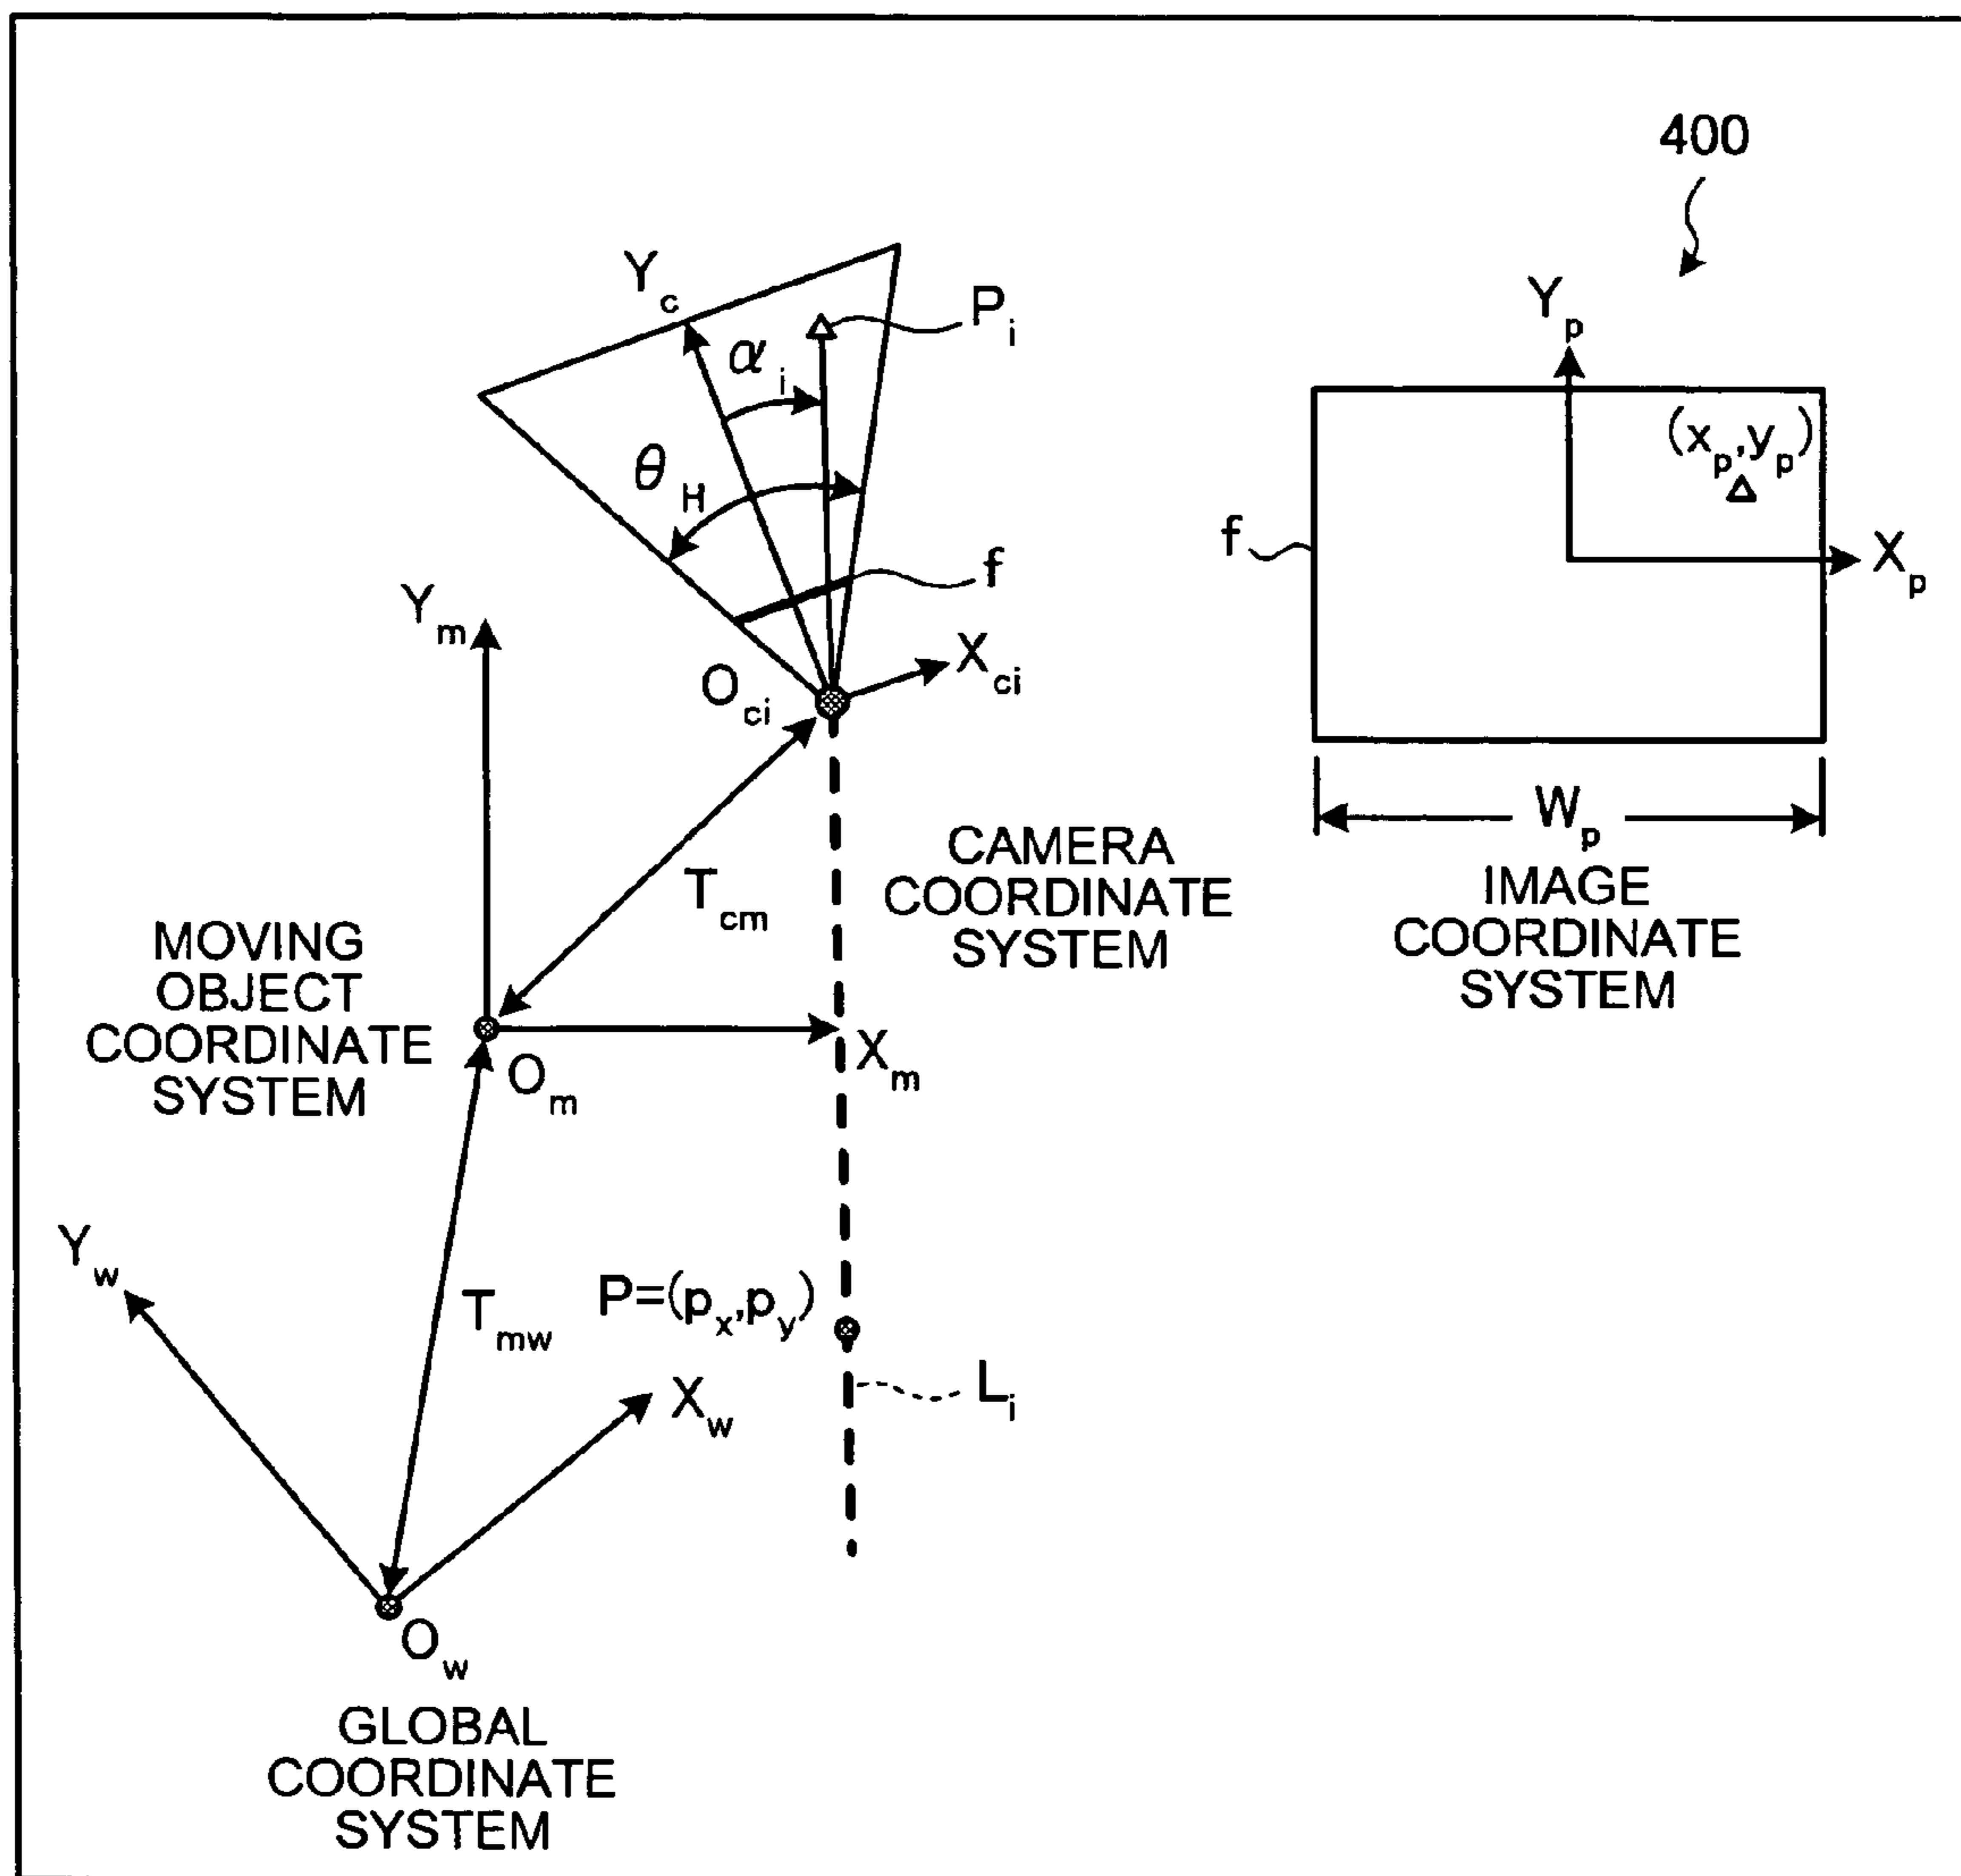 400
Y_c
P_i
α_i
θ_H
f
Y_m
O_ci
X_ci
Y_p
(x_p,y_p)
f
X_p
W_p
IMAGE
COORDINATE
SYSTEM
CAMERA
COORDINATE
SYSTEM
T_cm
MOVING
OBJECT
COORDINATE
SYSTEM
O_m
X_m
Y_w
T_mw
P=(p_x,p_y)
L_i
X_w
O_w
GLOBAL
COORDINATE
SYSTEM